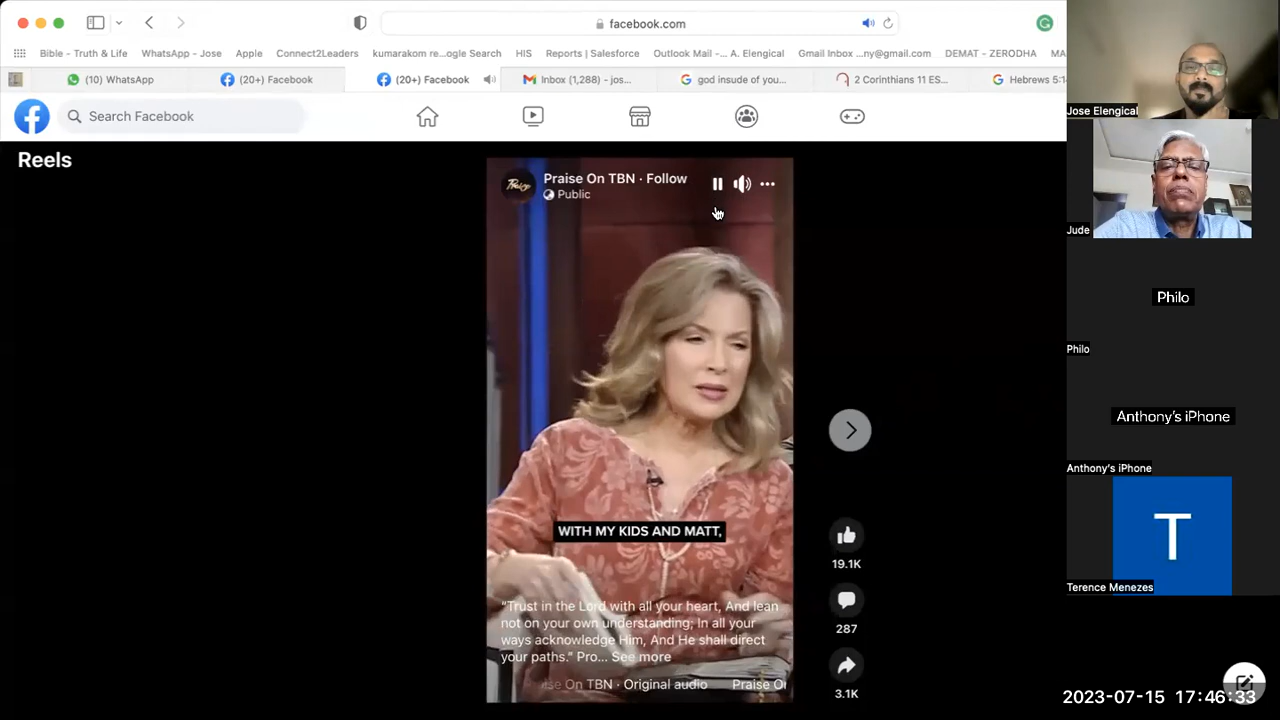 facebook.com
Bible - Truth & Life
WhatsApp - Jose
Apple
Connect2Leaders
kumarakom re...ogle Search
HIS
Reports | Salesforce
Outlook Mail -... A. Elengical
Gmail Inbox ...ny@gmail.com
DEMAT - ZERODHA
MA
(10) WhatsApp
(20+) Facebook
(20+) Facebook
Inbox (1,288) - jos...
god insude of you...
2 Corinthians 11 ES...
Hebrews 5:1
Search Facebook
Reels
Praise On TBN · Follow
Public
WITH MY KIDS AND MATT,
“Trust in the Lord with all your heart, And lean
not on your own understanding; In all your
ways acknowledge Him, And He shall direct
your paths.” Pro... See more
se On TBN · Original audio
Praise O
19.1K
287
3.1K
Jose Elengical
Jude
Philo
Philo
Anthony's iPhone
Anthony's iPhone
T
Terence Menezes
2023-07-15 17:46:33